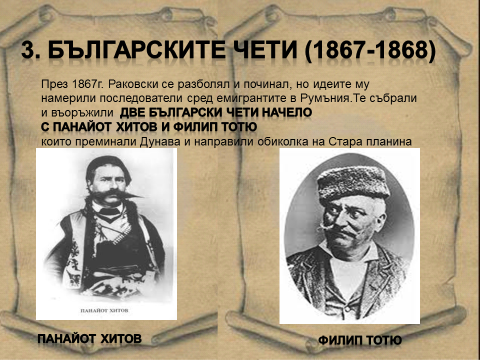 3. БЪЛГАРСКИТЕ ЧЕТИ (1867-1868)
През 1867г. Раковски се разболял и починал, но идеите му
намерили последователи сред емигрантите в Румъния.Те събрали
и въоръжили ДВЕ БЪЛГАРСКИ ЧЕТИ НАЧЕЛО
С ПАНАЙОТ ХИТОВ И ФИЛИП ТОТЮ
които преминали Дунава и направили обиколка на Стара планина
ПАНАЙОТ ХИТОВ
ПАНАЙОТ ХИТОВ
ФИЛИП ТОТЮ